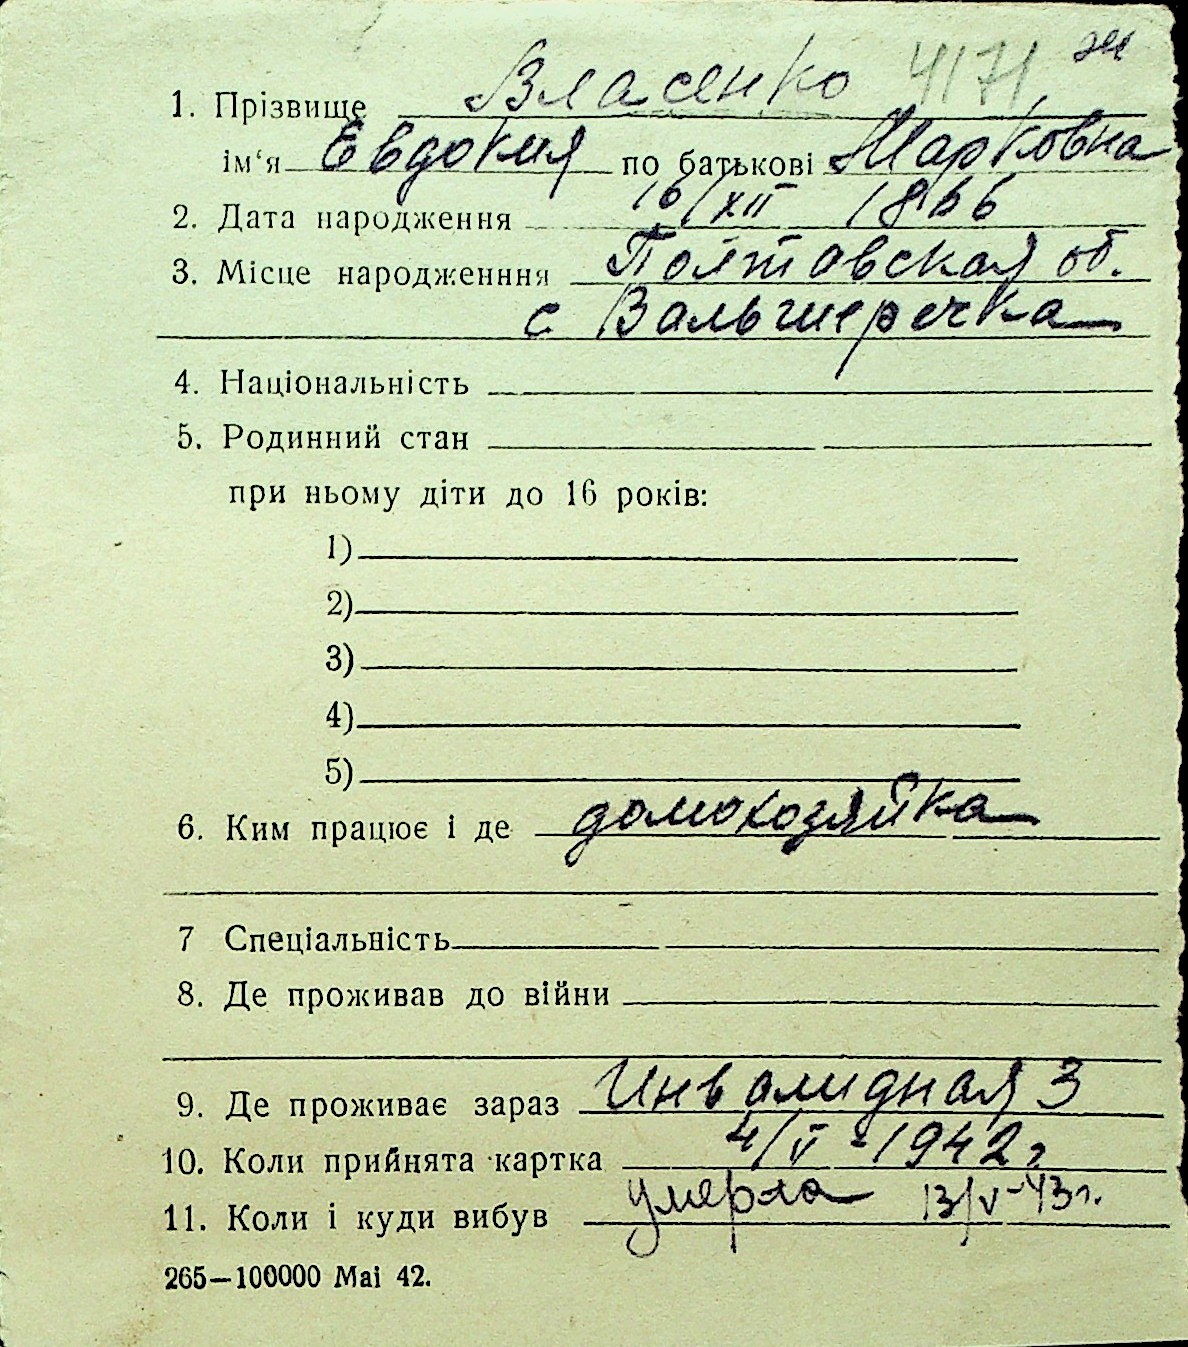 4171 ж
1. Прізвище Власенко
ім'я Евдокия по батькові Марковна
2. Дата народження 16/XII 1866
3. Місце народженння Полтавская об.
с
4. Національність
5. Родинний стан
при ньому діти до 16 років:
1)
2)
3)
4)
5)
6. Ким працює і де домохозяйка
7 Спеціальність
8. Де проживав до війни
9. Де проживає зараз Инвалидная 3
10. Коли прийнята картка 4/V - 1942 г
11. Коли і куди вибув умерла 13/V-43 г.
265—100000 Маі 42.